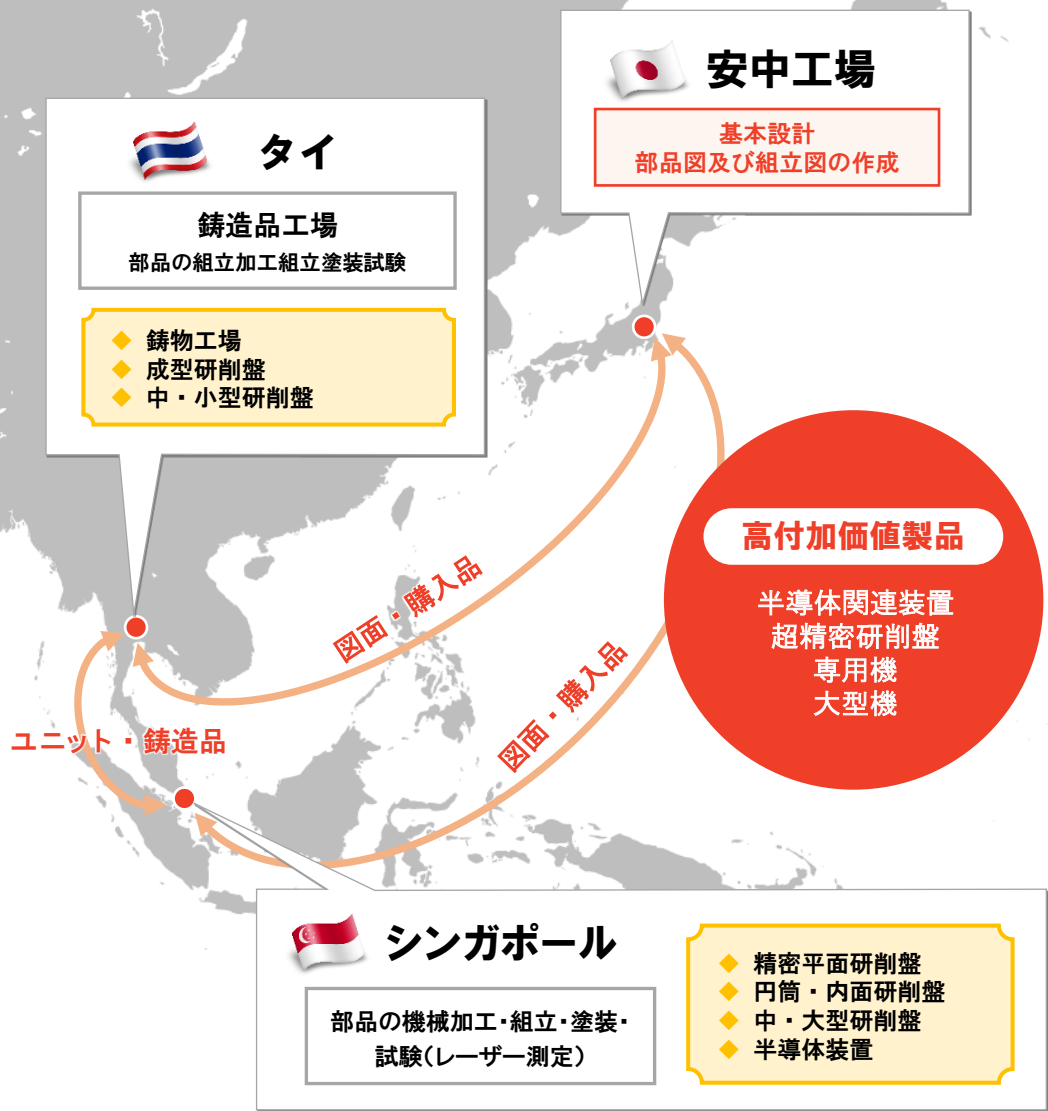 安中工場
基本設計
部品図及び組立図の作成
タイ
鋳造品工場
部品の組立加工組立塗装試験
◆ 鋳物工場
◆ 成型研削盤
◆ 中・小型研削盤
高付加価値製品
半導体関連装置
超精密研削盤
専用機
大型機
図面・購入品
図面・購入品
ユニット・鋳造品
シンガポール
部品の機械加工・組立・塗装・
試験(レーザー測定)
◆ 精密平面研削盤
◆ 円筒・内面研削盤
◆ 中・大型研削盤
◆ 半導体装置